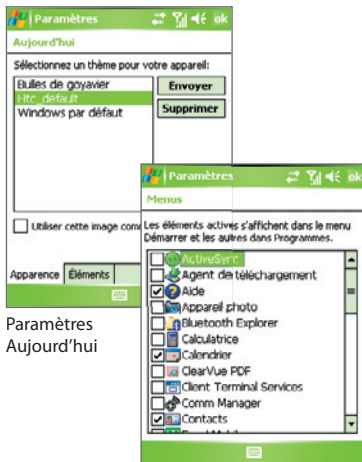 Paramètres ok
Aujourd'hui
Sélectionnez un thème pour votre appareil:
Bulles de goyavier
Htc_default
Windows par défaut
Envoyer
Supprimer
Utiliser cette image com
Apparence Éléments
Paramètres
Aujourd'hui
Paramètres ok
Menus
Les éléments actives s'affichent dans le menu
Démarrer et les autres dans Programmes.
ActiveSync
Agent de téléchargement
Aide
Appareil photo
Bluetooth Explorer
Calculatrice
Calendrier
ClearVue PDF
Client Terminal Services
Comm Manager
Contacts